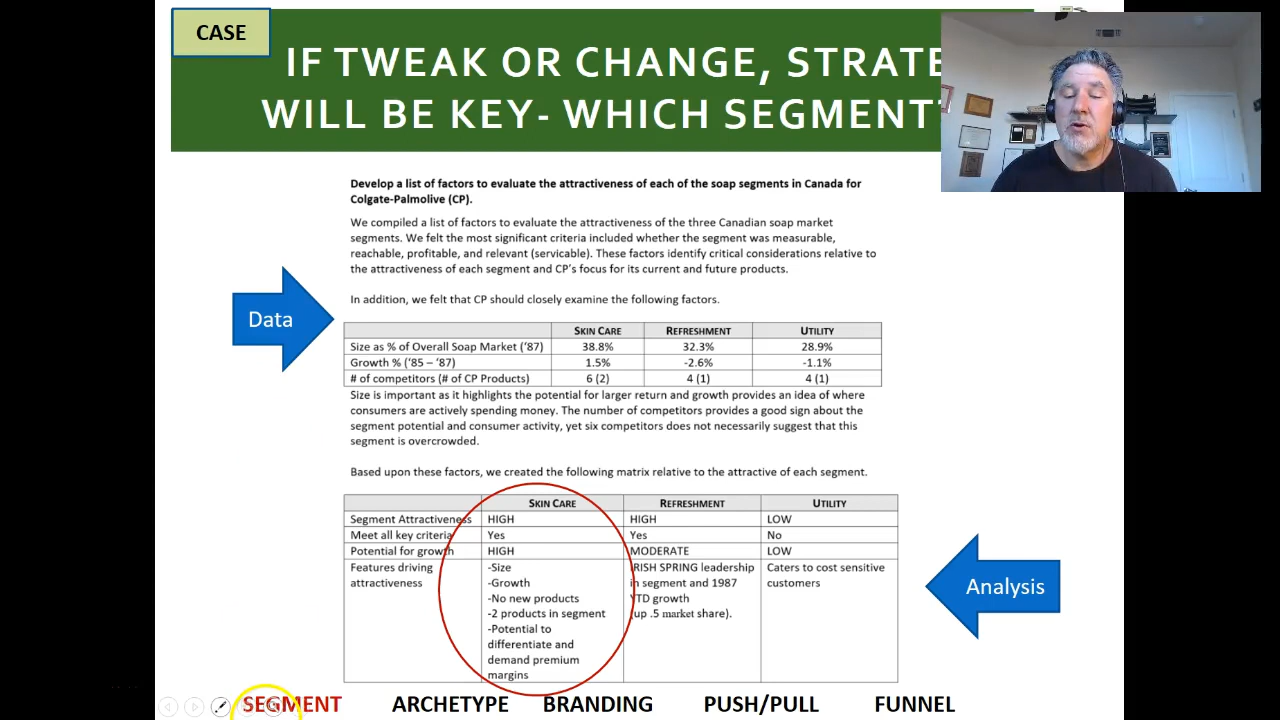 CASE
IF TWEAK OR CHANGE, STRATE
WILL BE KEY- WHICH SEGMENT
Develop a list of factors to evaluate the attractiveness of each of the soap segments in Canada for
Colgate-Palmolive (CP).
We compiled a list of factors to evaluate the attractiveness of the three Canadian soap market
segments. We felt the most significant criteria included whether the segment was measurable,
reachable, profitable, and relevant (servicable). These factors identify critical considerations relative to
the attractiveness of each segment and CP's focus for its current and future products.
In addition, we felt that CP should closely examine the following factors.
Data
SKIN CARE REFRESHMENT UTILITY
Size as % of Overall Soap Market ('87) 38.8% 32.3% 28.9%
Growth % ('85 – '87) 1.5% -2.6% -1.1%
# of competitors (# of CP Products) 6 (2) 4 (1) 4 (1)
Size is important as it highlights the potential for larger return and growth provides an idea of where
consumers are actively spending money. The number of competitors provides a good sign about the
segment potential and consumer activity, yet six competitors does not necessarily suggest that this
segment is overcrowded.
Based upon these factors, we created the following matrix relative to the attractive of each segment.
SKIN CARE REFRESHMENT UTILITY
Segment Attractiveness HIGH HIGH LOW
Meet all key criteria Yes Yes No
Potential for growth HIGH MODERATE LOW
Features driving -Size IRISH SPRING leadership Caters to cost sensitive
attractiveness -Growth in segment and 1987 customers
-No new products YTD growth
-2 products in segment (up .5 market share).
-Potential to
differentiate and
demand premium
margins
Analysis
SEGMENT ARCHETYPE BRANDING PUSH/PULL FUNNEL